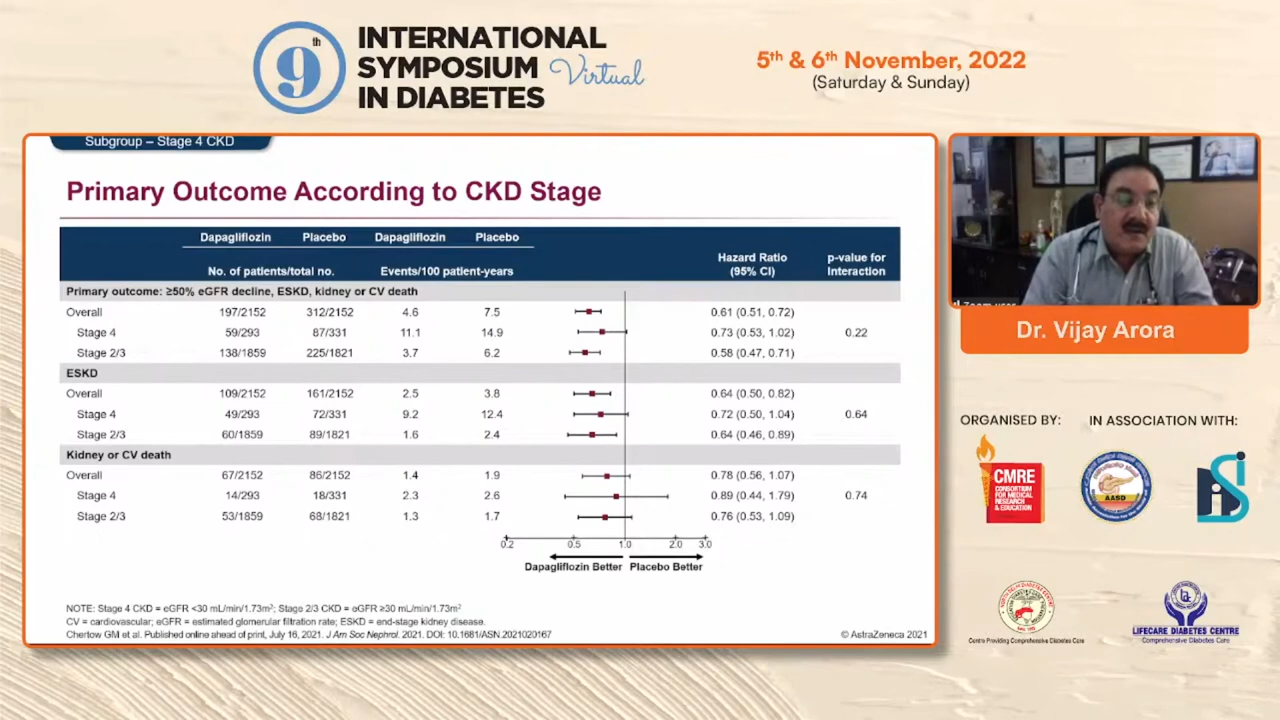 9th
INTERNATIONAL
SYMPOSIUM Virtual
IN DIABETES
5th & 6th November, 2022
(Saturday & Sunday)
Subgroup – Stage 4 CKD
Primary Outcome According to CKD Stage
Dapagliflozin Placebo Dapagliflozin Placebo
No. of patients/total no. Events/100 patient-years Hazard Ratio (95% CI) p-value for Interaction
Primary outcome: ≥50% eGFR decline, ESKD, kidney or CV death
Overall 197/2152 312/2152 4.6 7.5 0.61 (0.51, 0.72)
Stage 4 59/293 87/331 11.1 14.9 0.73 (0.53, 1.02) 0.22
Stage 2/3 138/1859 225/1821 3.7 6.2 0.58 (0.47, 0.71)
ESKD
Overall 109/2152 161/2152 2.5 3.8 0.64 (0.50, 0.82)
Stage 4 49/293 72/331 9.2 12.4 0.72 (0.50, 1.04) 0.64
Stage 2/3 60/1859 89/1821 1.6 2.4 0.64 (0.46, 0.89)
Kidney or CV death
Overall 67/2152 86/2152 1.4 1.9 0.78 (0.56, 1.07)
Stage 4 14/293 18/331 2.3 2.6 0.89 (0.44, 1.79) 0.74
Stage 2/3 53/1859 68/1821 1.3 1.7 0.76 (0.53, 1.09)
0.2 0.5 1.0 2.0 3.0
Dapagliflozin Better Placebo Better
NOTE: Stage 4 CKD = eGFR <30 mL/min/1.73m²; Stage 2/3 CKD = eGFR ≥30 mL/min/1.73m²
CV = cardiovascular; eGFR = estimated glomerular filtration rate; ESKD = end-stage kidney disease.
Chertow GM et al. Published online ahead of print, July 16, 2021. J Am Soc Nephrol. 2021. DOI: 10.1681/ASN.2021020167
© AstraZeneca 2021
Zoom user
Dr. Vijay Arora
ORGANISED BY:
IN ASSOCIATION WITH:
CMRE
CONSORTIUM
FOR MEDICAL
RESEARCH
& EDUCATION
AASD
Centre Providing Comprehensive Diabetes Care
LIFECARE DIABETES CENTRE
Comprehensive Diabetes Care